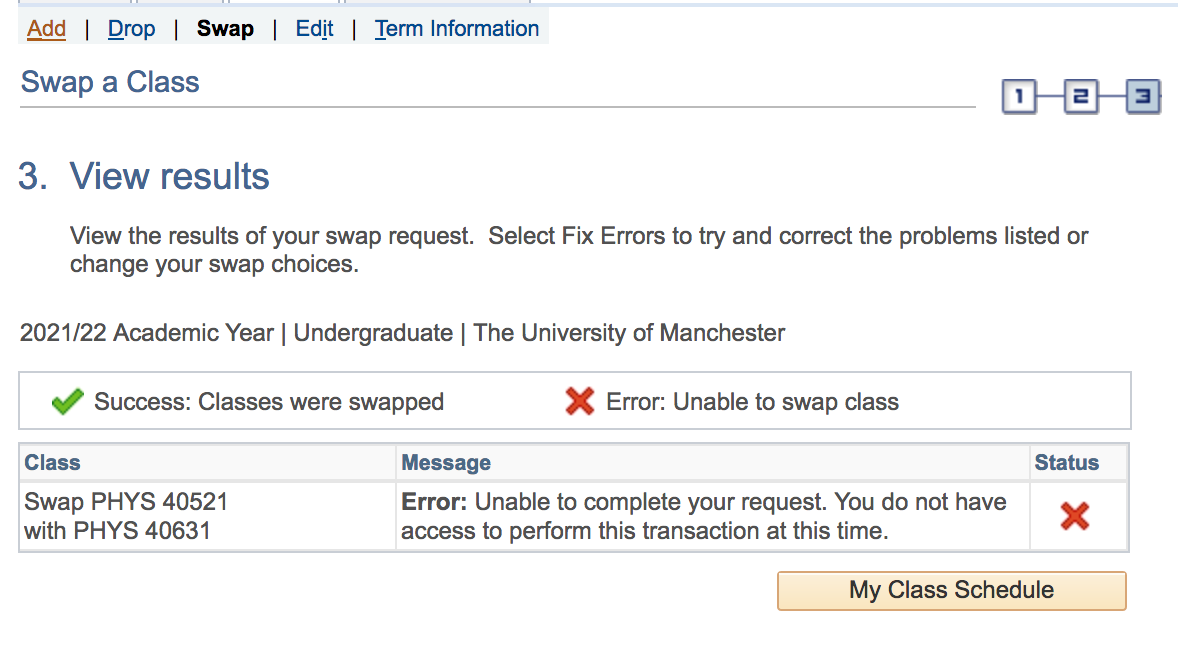 Add | Drop | Swap | Edit | Term Information
Swap a Class
1 2 3
3. View results
View the results of your swap request. Select Fix Errors to try and correct the problems listed or
change your swap choices.
2021/22 Academic Year | Undergraduate | The University of Manchester
Success: Classes were swapped
Error: Unable to swap class
Class Message Status
Swap PHYS 40521
with PHYS 40631
Error: Unable to complete your request. You do not have
access to perform this transaction at this time.
My Class Schedule